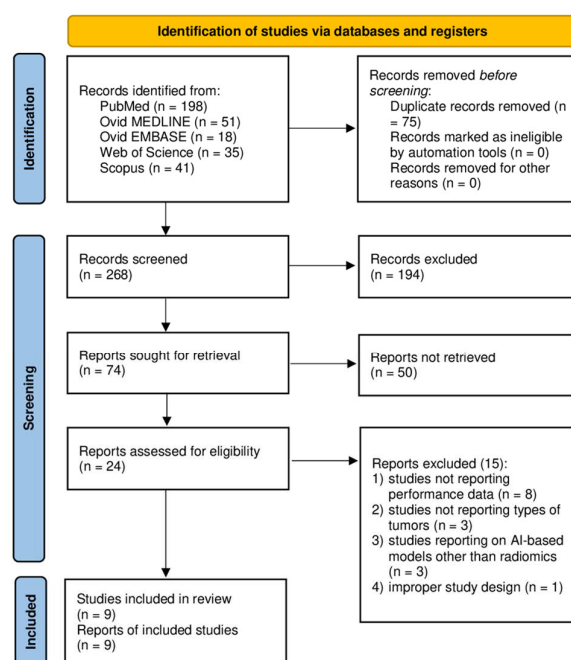 Identification of studies via databases and registers
Identification
Records identified from:
PubMed (n = 198)
Ovid MEDLINE (n = 51)
Ovid EMBASE (n = 18)
Web of Science (n = 35)
Scopus (n = 41)
Records removed before
screening:
Duplicate records removed (n
= 75)
Records marked as ineligible
by automation tools (n = 0)
Records removed for other
reasons (n = 0)
Screening
Records screened
(n = 268)
Records excluded
(n = 194)
Reports sought for retrieval
(n = 74)
Reports not retrieved
(n = 50)
Reports assessed for eligibility
(n = 24)
Reports excluded (15):
1) studies not reporting
performance data (n = 8)
2) studies not reporting types of
tumors (n = 3)
3) studies reporting on AI-based
models other than radiomics
(n = 3)
4) improper study design (n = 1)
Included
Studies included in review
(n = 9)
Reports of included studies
(n = 9)